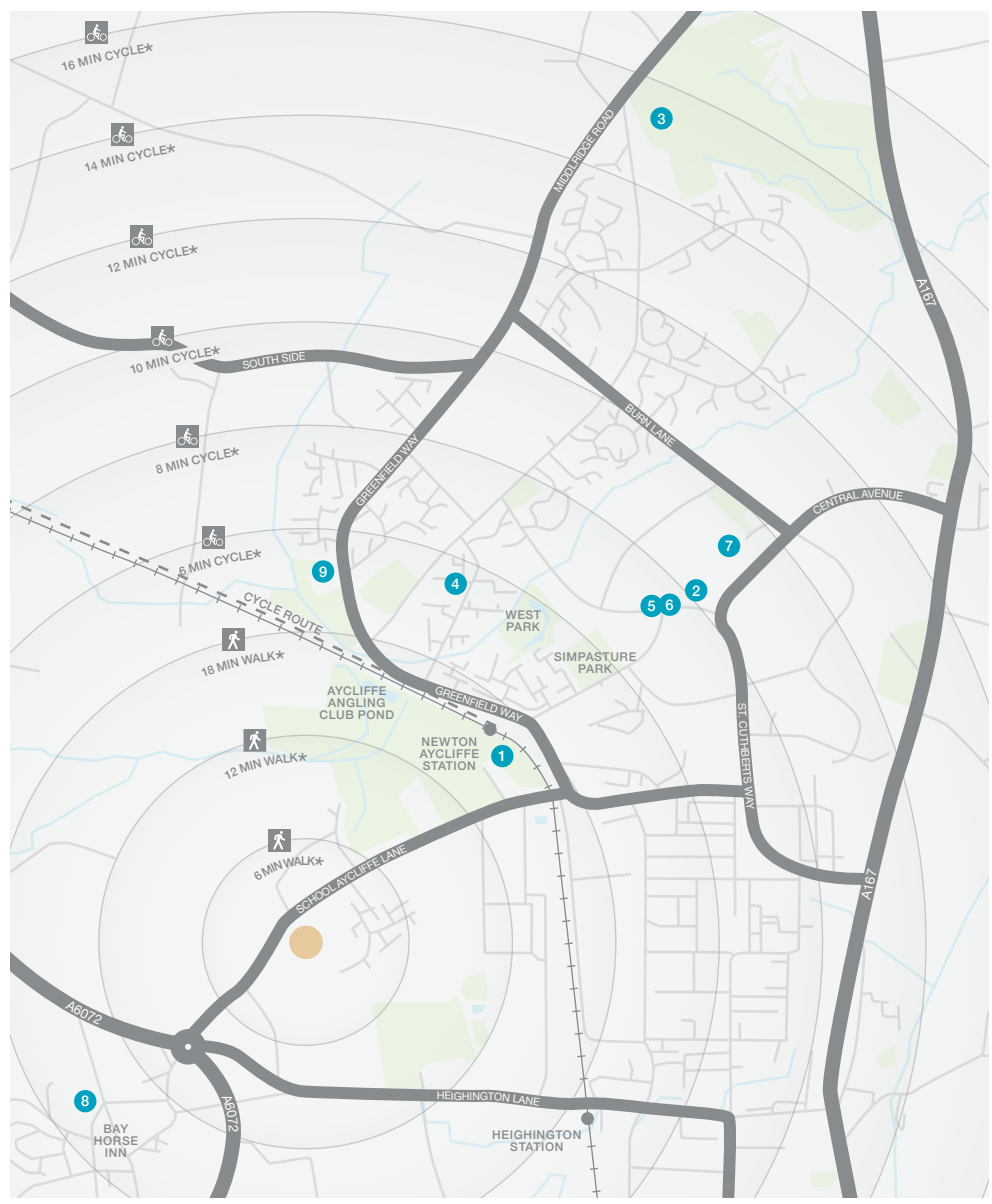 16 MIN CYCLE*
3
MIDDLRIDGE ROAD
14 MIN CYCLE*
12 MIN CYCLE*
A167
10 MIN CYCLE*
SOUTH SIDE
BURN LANE
GREENFIELD WAY
8 MIN CYCLE*
CENTRAL AVENUE
7
6 MIN CYCLE*
9
4
2
5
6
CYCLE ROUTE
WEST
PARK
18 MIN WALK*
SIMPASTURE
PARK
AYCLIFFE
ANGLING
CLUB POND
GREENFIELD WAY
NEWTON
AYCLIFFE
STATION
1
ST. CUTHBERTS WAY
12 MIN WALK*
6 MIN WALK*
SCHOOL AYCLIFFE LANE
A167
A6072
8
A6072
HEIGHINGTON LANE
BAY
HORSE
INN
HEIGHINGTON
STATION